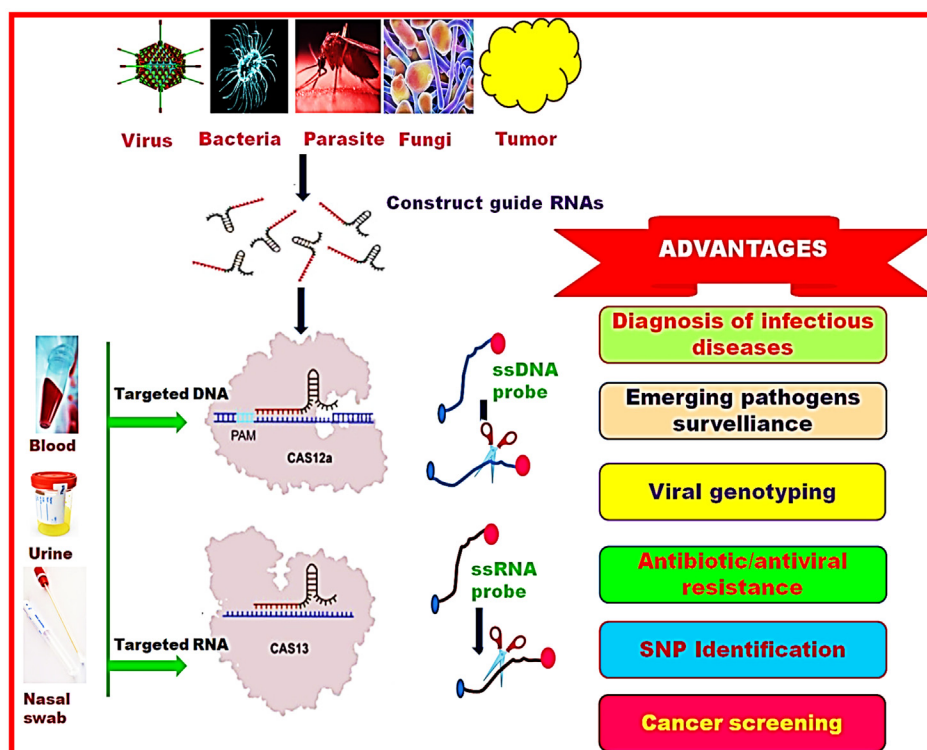 Virus
Bacteria
Parasite
Fungi
Tumor
Construct guide RNAs
ADVANTAGES
Diagnosis of infectious
diseases
Emerging pathogens
survelliance
Viral genotyping
Antibiotic/antiviral
resistance
SNP Identification
Cancer screening
Blood
Urine
Nasal
swab
Targeted DNA
PAM
CAS12a
ssDNA
probe
Targeted RNA
CAS13
ssRNA
probe